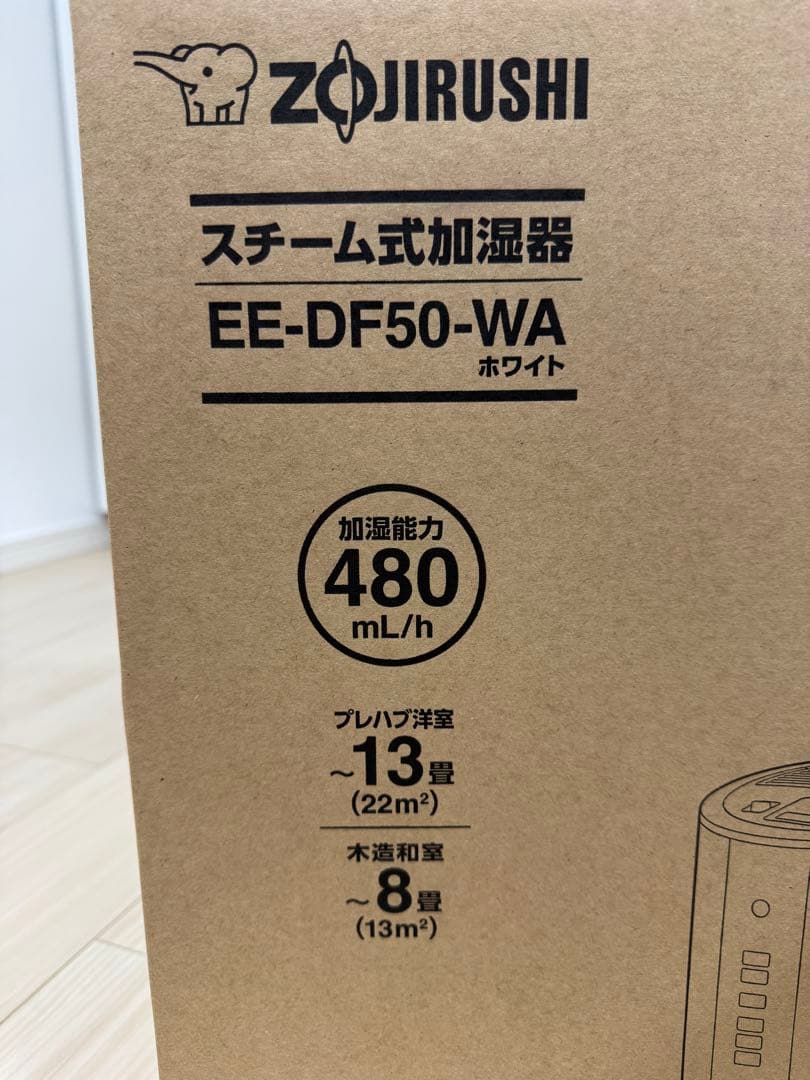 ZOJIRUSHI
スチーム式加湿器
EE-DF50-WA
ホワイト
加湿能力
480
mL/h
プレハブ洋室
～13畳
(22m²)
木造和室
～8畳
(13m²)